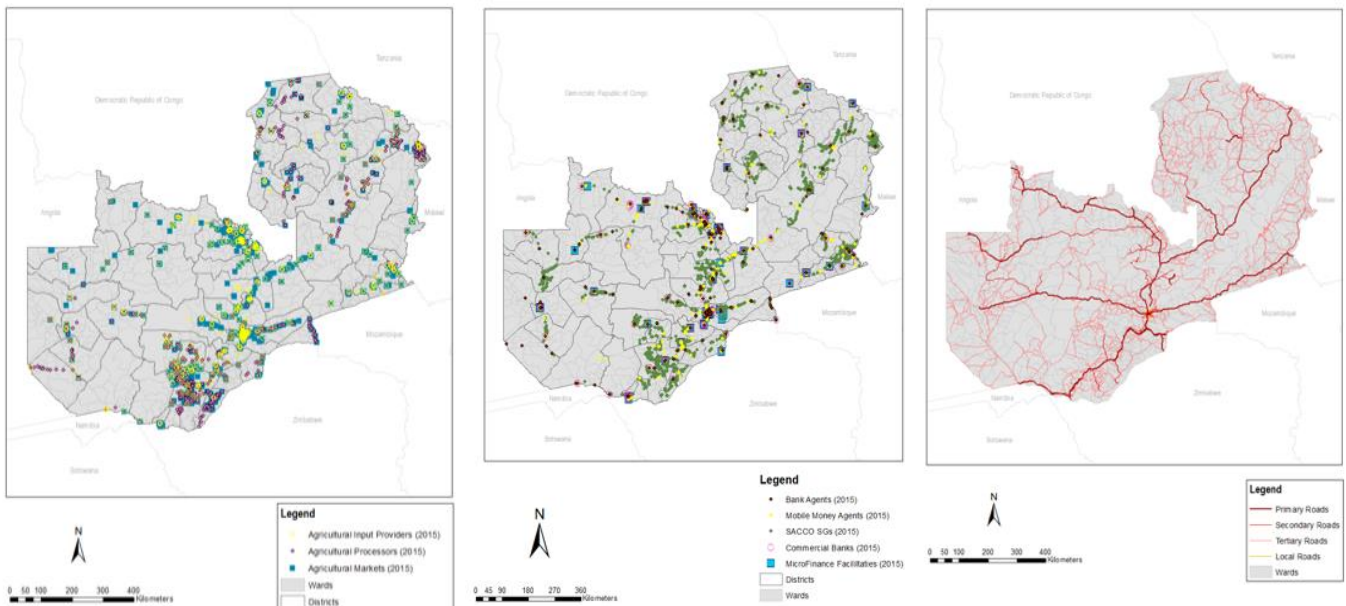 Tanzania
Democratic Republic of Congo
Angola
Malawi
Mozambique
Zimbabwe
Namibia
Botswana
N
0 50 100 200 300 400
Kilometers
Legend
Agricultural Input Providers (2015)
Agricultural Processors (2015)
Agricultural Markets (2015)
Wards
Districts
Tanzania
Democratic Republic of Congo
Angola
Malawi
Mozambique
Zimbabwe
Namibia
Botswana
N
0 45 90 180 270 360
Kilometers
Legend
Bank Agents (2015)
Mobile Money Agents (2015)
SACCO SGs (2015)
Commercial Banks (2015)
MicroFinance Facilitaties (2015)
Districts
Wards
Tanzania
Democratic Republic of Congo
Angola
Malawi
Mozambique
Zimbabwe
Namibia
Botswana
N
0 50 100 200 300 400
Kilometers
Legend
Primary Roads
Secondary Roads
Tertiary Roads
Local Roads
Wards